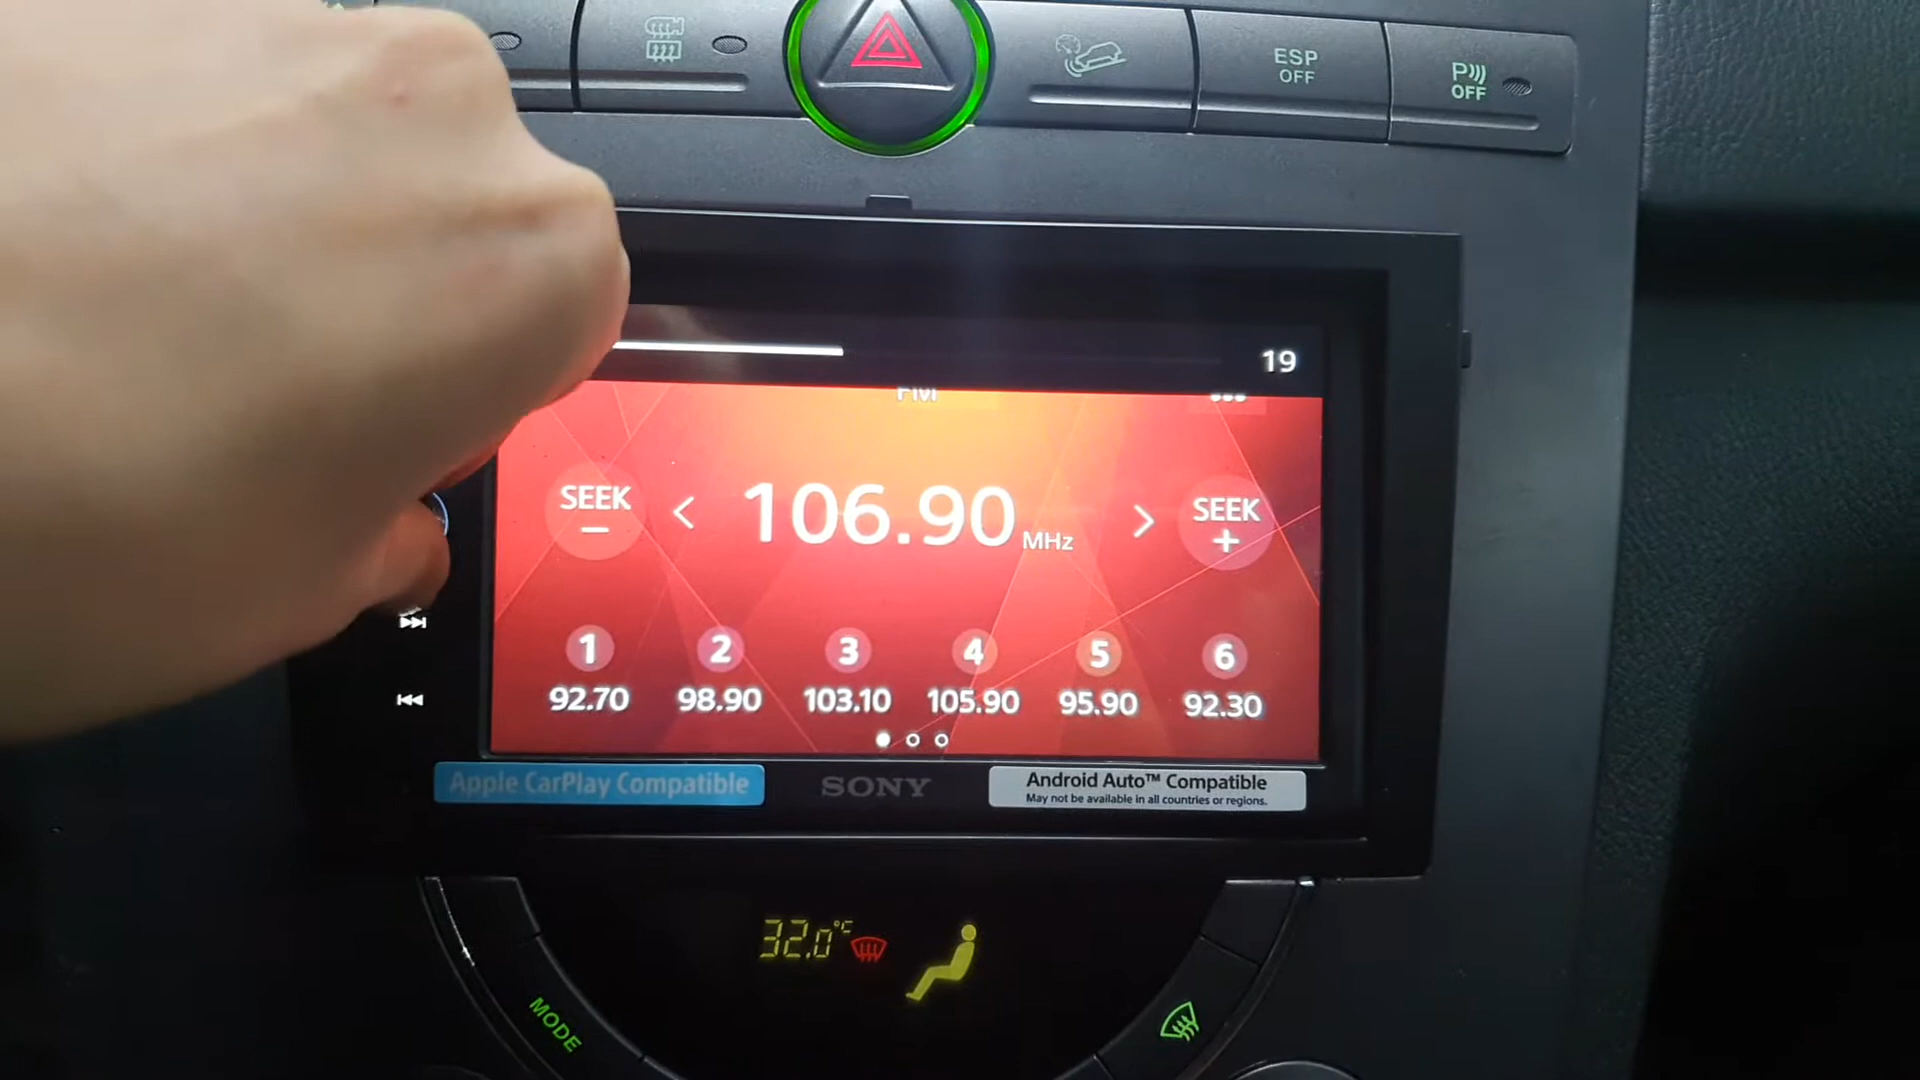 ESP
OFF
P
OFF
19
FM
SEEK
−
<
106.90
MHz
>
SEEK
+
1
2
3
4
5
6
92.70
98.90
103.10
105.90
95.90
92.30
Apple CarPlay Compatible
SONY
Android Auto™ Compatible
May not be available in all countries or regions.
32.0°C
MODE